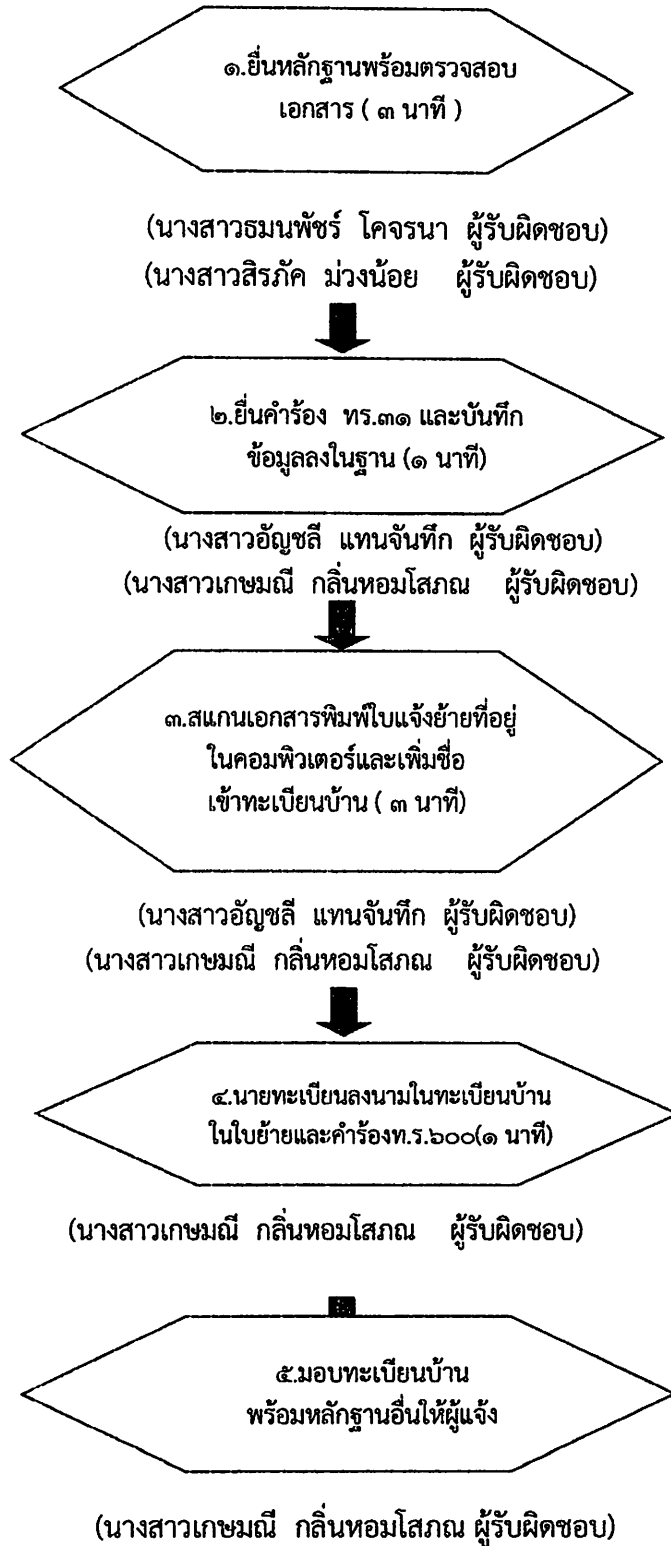 ๑.ยื่นหลักฐานพร้อมตรวจสอบ
เอกสาร ( ๓ นาที )
(นางสาวธมนพัชร์ โคจรนา ผู้รับผิดชอบ)
(นางสาวสิรภัค ม่วงน้อย ผู้รับผิดชอบ)
๒.ยื่นคำร้อง ทร.๓๑ และบันทึก
ข้อมูลลงในฐาน (๑ นาที)
(นางสาวอัญชลี แทนจันทึก ผู้รับผิดชอบ)
(นางสาวเกษมณี กลิ่นหอมโสภณ ผู้รับผิดชอบ)
๓.สแกนเอกสารพิมพ์ใบแจ้งย้ายที่อยู่
ในคอมพิวเตอร์และเพิ่มชื่อ
เข้าทะเบียนบ้าน ( ๓ นาที)
(นางสาวอัญชลี แทนจันทึก ผู้รับผิดชอบ)
(นางสาวเกษมณี กลิ่นหอมโสภณ ผู้รับผิดชอบ)
๔.นายทะเบียนลงนามในทะเบียนบ้าน
ในใบย้ายและคำร้องท.ร.๖๐๐(๑ นาที)
(นางสาวเกษมณี กลิ่นหอมโสภณ ผู้รับผิดชอบ)
๕.มอบทะเบียนบ้าน
พร้อมหลักฐานอื่นให้ผู้แจ้ง
(นางสาวเกษมณี กลิ่นหอมโสภณ ผู้รับผิดชอบ)